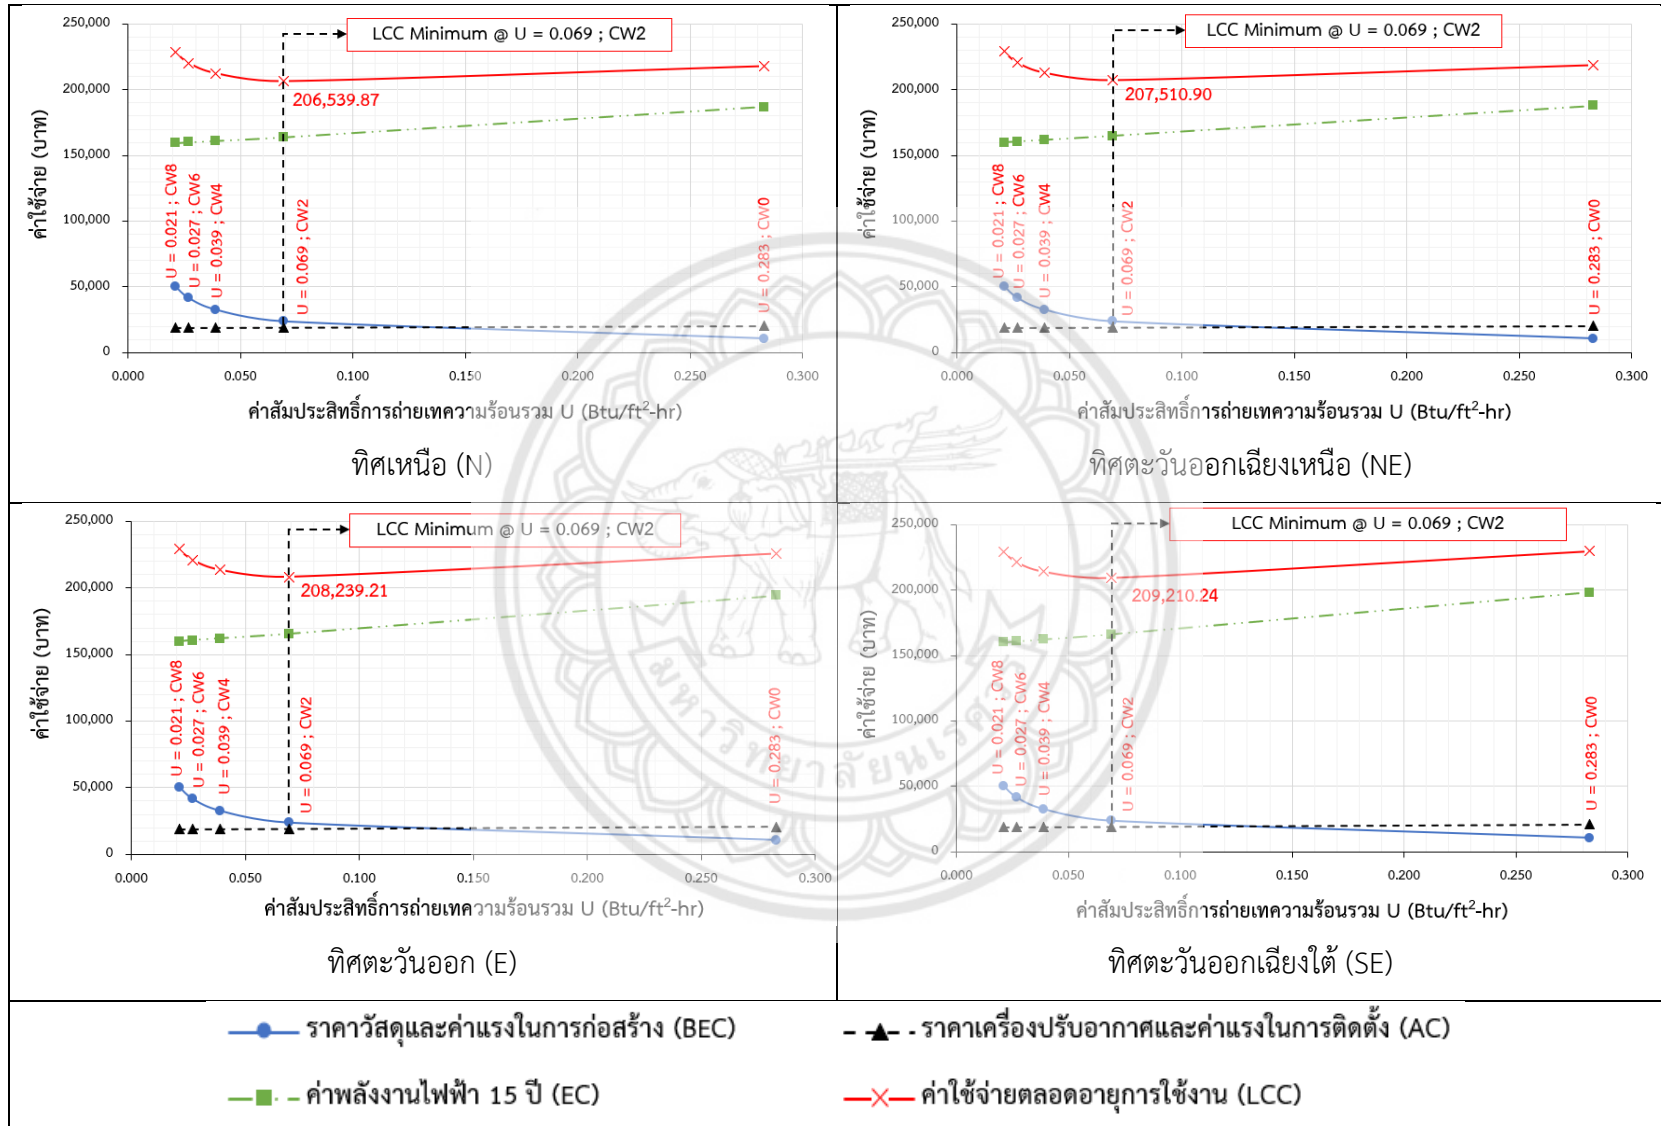 250,000
200,000
150,000
100,000
50,000
0
ค่าใช้จ่าย (บาท)
LCC Minimum @ U = 0.069 ; CW2
206,539.87
U = 0.021 ; CW8
U = 0.027 ; CW6
U = 0.039 ; CW4
U = 0.069 ; CW2
U = 0.283 ; CW0
0.000 0.050 0.100 0.150 0.200 0.250 0.300
ค่าสัมประสิทธิ์การถ่ายเทความร้อนรวม U (Btu/ft²-hr)
ทิศเหนือ (N)
250,000
200,000
150,000
100,000
50,000
0
ค่าใช้จ่าย (บาท)
LCC Minimum @ U = 0.069 ; CW2
207,510.90
U = 0.021 ; CW8
U = 0.027 ; CW6
U = 0.039 ; CW4
U = 0.069 ; CW2
U = 0.283 ; CW0
0.000 0.050 0.100 0.150 0.200 0.250 0.300
ค่าสัมประสิทธิ์การถ่ายเทความร้อนรวม U (Btu/ft²-hr)
ทิศตะวันออกเฉียงเหนือ (NE)
250,000
200,000
150,000
100,000
50,000
0
ค่าใช้จ่าย (บาท)
LCC Minimum @ U = 0.069 ; CW2
208,239.21
U = 0.021 ; CW8
U = 0.027 ; CW6
U = 0.039 ; CW4
U = 0.069 ; CW2
U = 0.283 ; CW0
0.000 0.050 0.100 0.150 0.200 0.250 0.300
ค่าสัมประสิทธิ์การถ่ายเทความร้อนรวม U (Btu/ft²-hr)
ทิศตะวันออก (E)
250,000
200,000
150,000
100,000
50,000
0
ค่าใช้จ่าย (บาท)
LCC Minimum @ U = 0.069 ; CW2
209,210.24
U = 0.021 ; CW8
U = 0.027 ; CW6
U = 0.039 ; CW4
U = 0.069 ; CW2
U = 0.283 ; CW0
0.000 0.050 0.100 0.150 0.200 0.250 0.300
ค่าสัมประสิทธิ์การถ่ายเทความร้อนรวม U (Btu/ft²-hr)
ทิศตะวันออกเฉียงใต้ (SE)
มหาวิทยาลัยนเรศวร
ราคาวัสดุและค่าแรงในการก่อสร้าง (BEC)
ราคาเครื่องปรับอากาศและค่าแรงในการติดตั้ง (AC)
ค่าพลังงานไฟฟ้า 15 ปี (EC)
ค่าใช้จ่ายตลอดอายุการใช้งาน (LCC)